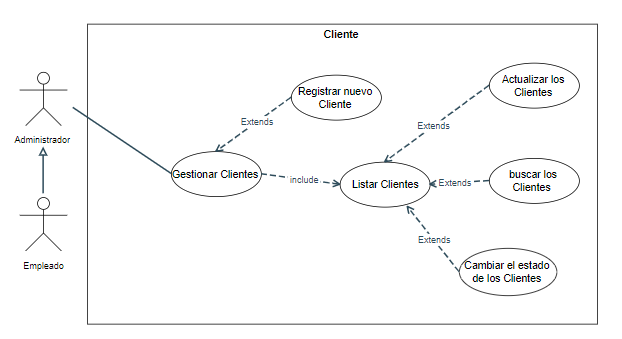 Cliente
Actualizar los
Clientes
Registrar nuevo
Cliente
Extends
Extends
Administrador
Gestionar Clientes
include
Listar Clientes
Extends
buscar los
Clientes
Extends
Empleado
Cambiar el estado
de los Clientes